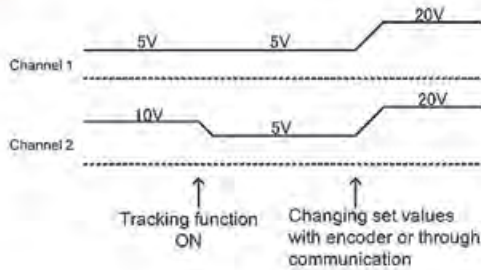 20V
5V 5V
Channel 1
20V
10V
5V
Channel 2
Tracking function
ON
Changing set values
with encoder or through
communication